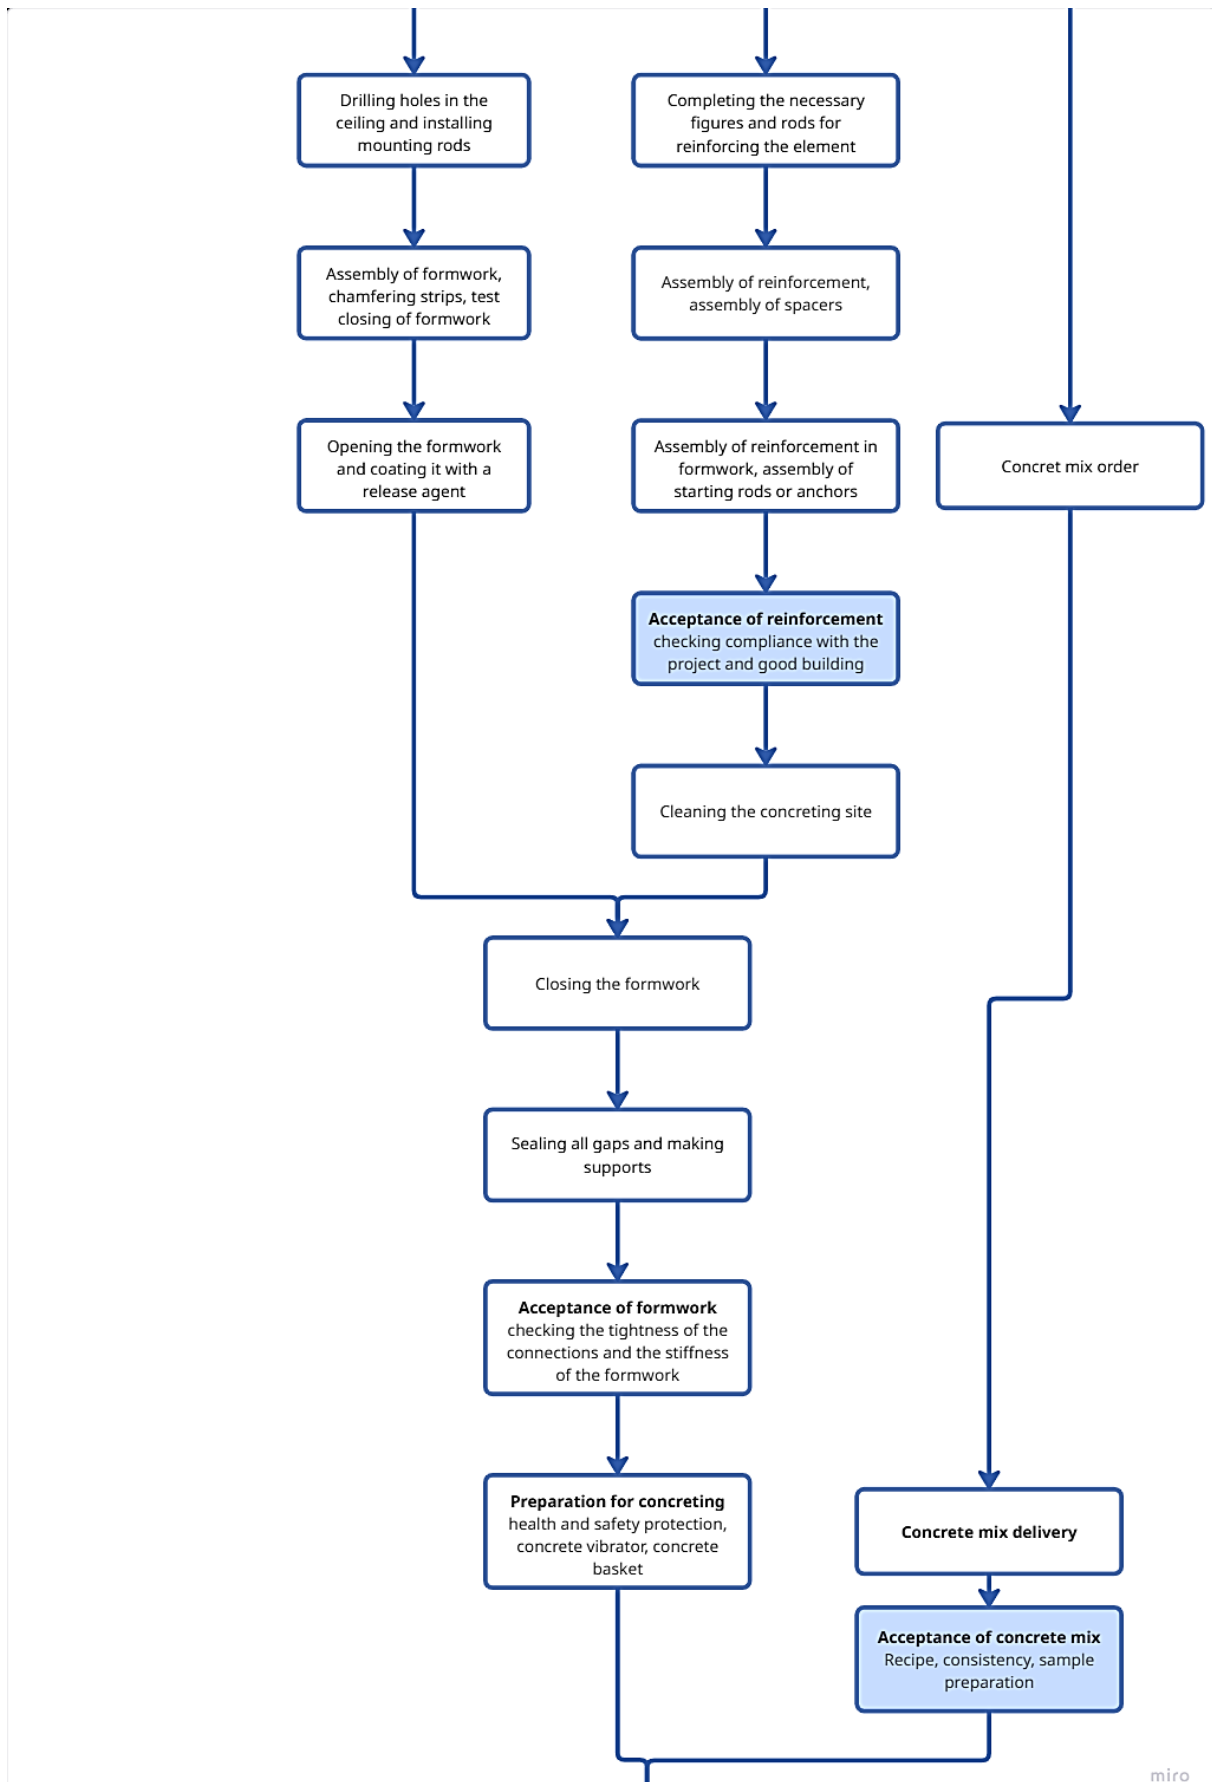 Drilling holes in the
ceiling and installing
mounting rods
Completing the necessary
figures and rods for
reinforcing the element
Assembly of formwork,
chamfering strips, test
closing of formwork
Assembly of reinforcement,
assembly of spacers
Opening the formwork
and coating it with a
release agent
Assembly of reinforcement in
formwork, assembly of
starting rods or anchors
Concret mix order
Acceptance of reinforcement
checking compliance with the
project and good building
Cleaning the concreting site
Closing the formwork
Sealing all gaps and making
supports
Acceptance of formwork
checking the tightness of the
connections and the stiffness
of the formwork
Preparation for concreting
health and safety protection,
concrete vibrator, concrete
basket
Concrete mix delivery
Acceptance of concrete mix
Recipe, consistency, sample
preparation
miro